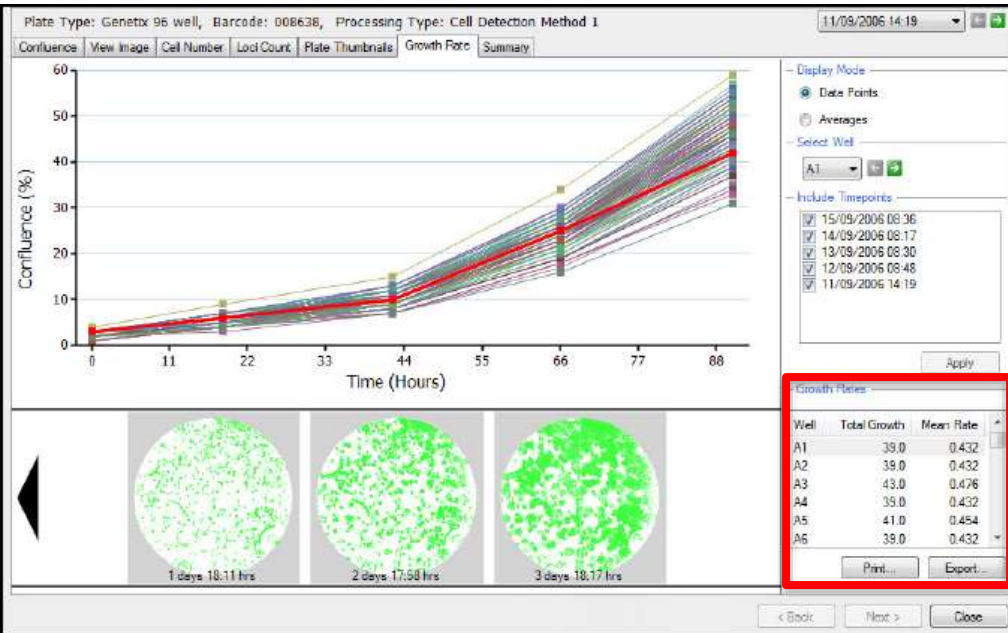 Plate Type: Genetix 96 well, Barcode: 008638, Processing Type: Cell Detection Method 1
11/09/2006 14:19
Confluence View Image Cell Number Loci Count Plate Thumbnails Growth Rate Summary
60
50
40
30
20
10
0
Confluence (%)
0 11 22 33 44 55 66 77 88
Time (Hours)
Display Mode
Data Points
Averages
Select Well
A1
Include Timepoints
15/09/2006 08:36
14/09/2006 08:17
13/09/2006 08:30
12/09/2006 08:48
11/09/2006 14:19
Apply
Growth Rates
Well Total Growth Mean Rate
A1 39.0 0.432
A2 39.0 0.432
A3 43.0 0.476
A4 39.0 0.432
A5 41.0 0.454
A6 39.0 0.432
Print... Export...
1 days 18:11 hrs
2 days 17:58 hrs
3 days 18:17 hrs
< Back Next > Close